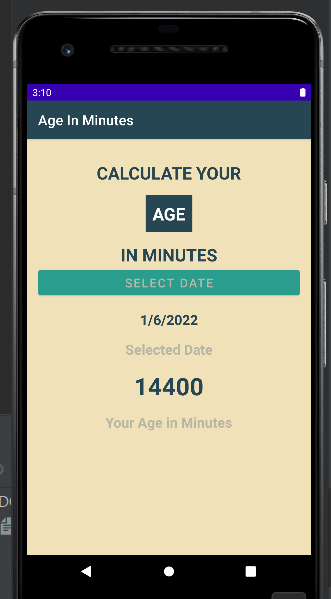 3:10
Age In Minutes
CALCULATE YOUR
AGE
IN MINUTES
SELECT DATE
1/6/2022
Selected Date
14400
Your Age in Minutes